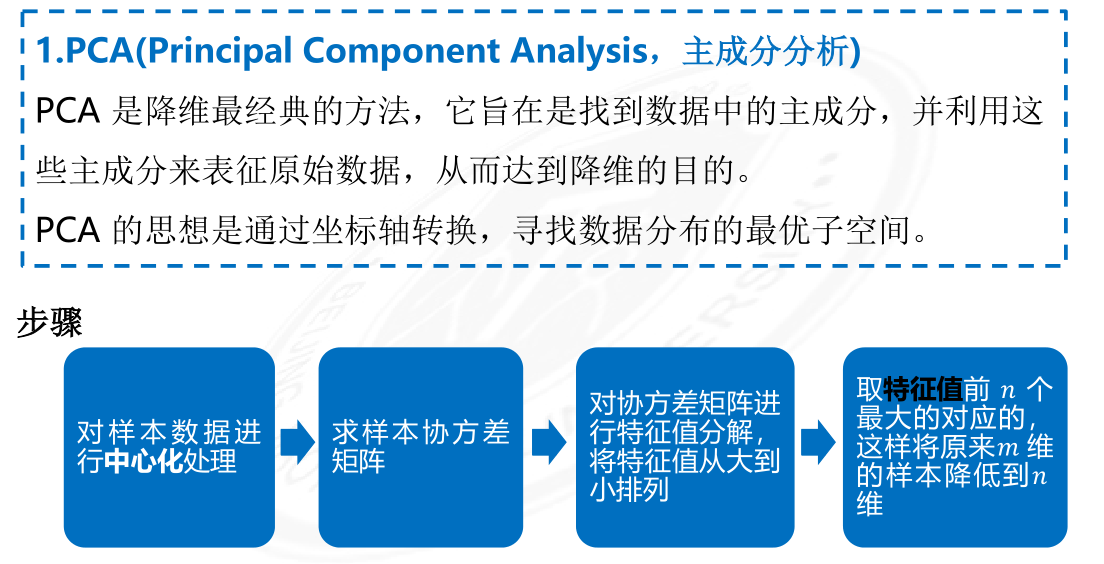 1.PCA(Principal Component Analysis，主成分分析)
PCA 是降维最经典的方法，它旨在是找到数据中的主成分，并利用这
些主成分来表征原始数据，从而达到降维的目的。
PCA 的思想是通过坐标轴转换，寻找数据分布的最优子空间。
步骤
对样本数据进
行中心化处理
求样本协方差
矩阵
对协方差矩阵进
行特征值分解，
将特征值从大到
小排列
取特征值前 n 个
最大的对应的，
这样将原来m 维
的样本降低到n
维